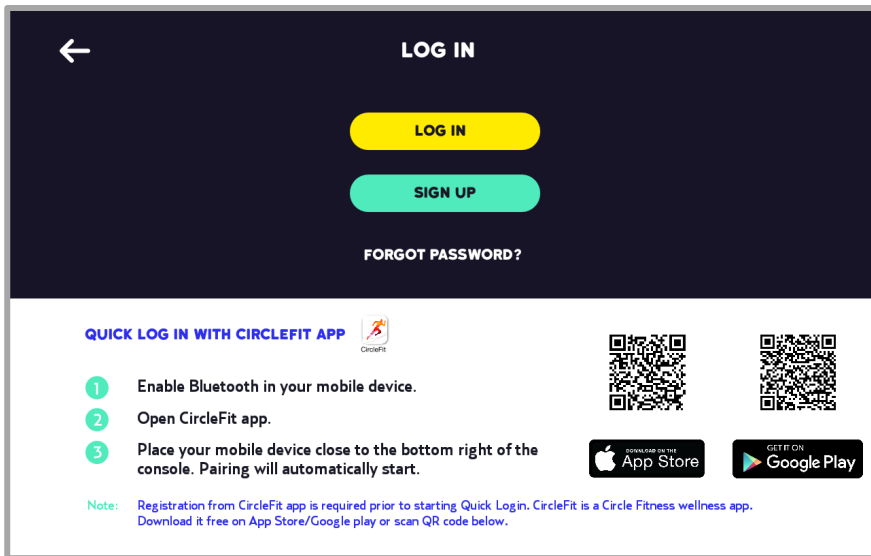 LOG IN
LOG IN
SIGN UP
FORGOT PASSWORD?
QUICK LOG IN WITH CIRCLEFIT APP
CircleFit
1 Enable Bluetooth in your mobile device.
2 Open CircleFit app.
3 Place your mobile device close to the bottom right of the
console. Pairing will automatically start.
DOWNLOAD ON THE
App Store
GET IT ON
Google Play
Note: Registration from CircleFit app is required prior to starting Quick Login. CircleFit is a Circle Fitness wellness app.
Download it free on App Store/Google play or scan QR code below.